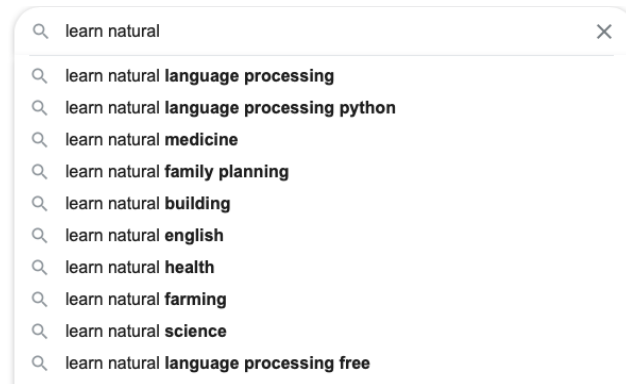 learn natural
learn natural language processing
learn natural language processing python
learn natural medicine
learn natural family planning
learn natural building
learn natural english
learn natural health
learn natural farming
learn natural science
learn natural language processing free